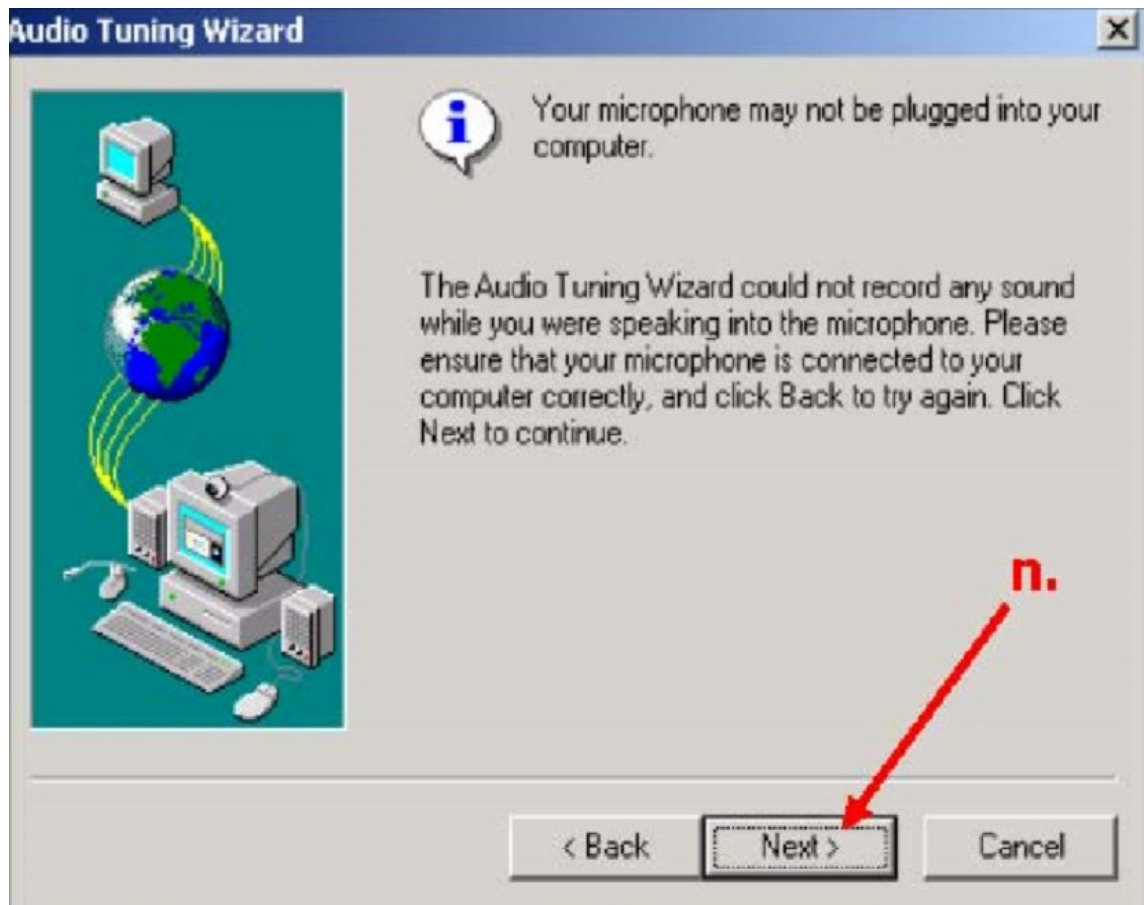 Audio Tuning Wizard
Your microphone may not be plugged into your
computer.
The Audio Tuning Wizard could not record any sound
while you were speaking into the microphone. Please
ensure that your microphone is connected to your
computer correctly, and click Back to try again. Click
Next to continue.
n.
< Back
Next >
Cancel